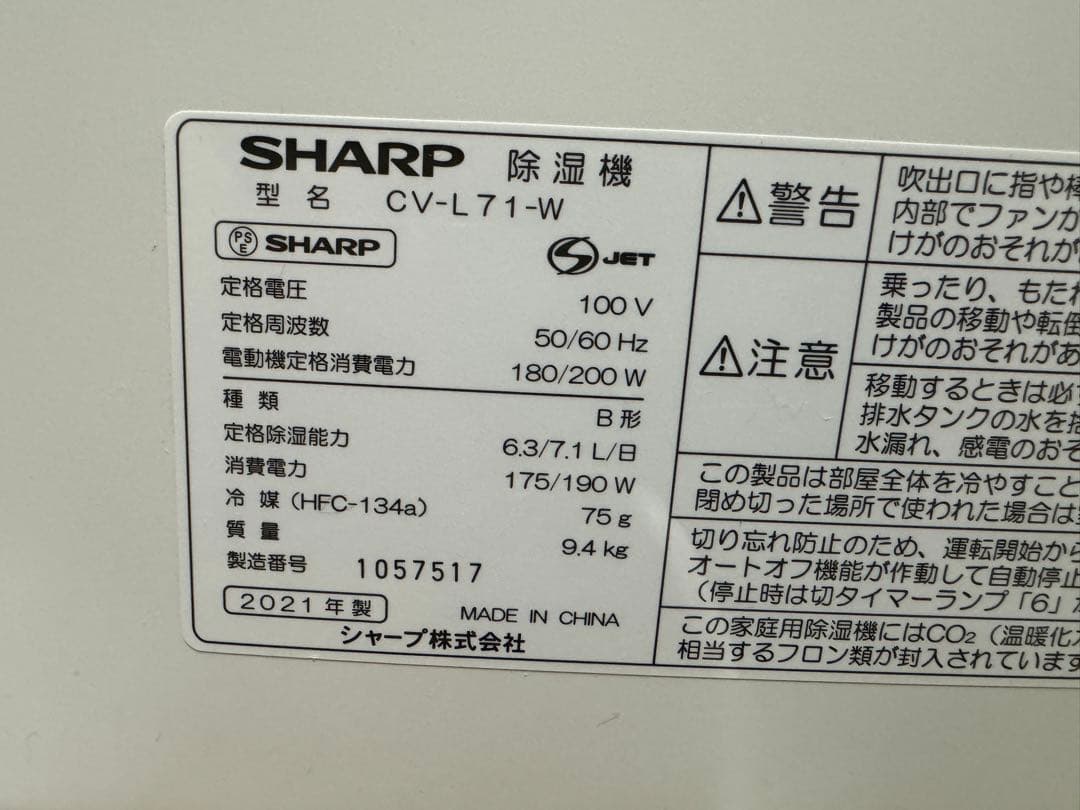 SHARP 除湿機
型名 CV-L71-W
PSE SHARP
S JET
定格電圧 100 V
定格周波数 50/60 Hz
電動機定格消費電力 180/200 W
種類 B 形
定格除湿能力 6.3/7.1 L/日
消費電力 175/190 W
冷媒(HFC-134a) 75 g
質量 9.4 kg
製造番号 1057517
2021年製 MADE IN CHINA
シャープ株式会社
警告
吹出口に指や棒
内部でファンが
けがのおそれが
注意
乗ったり、もたれ
製品の移動や転倒
けがのおそれがあ
移動するときは必ず
排水タンクの水を捨
水漏れ、感電のおそ
この製品は部屋全体を冷やすこと
閉め切った場所で使われた場合は
切り忘れ防止のため、運転開始から
オートオフ機能が作動して自動停止
(停止時は切タイマーランプ「6」が
この家庭用除湿機にはCO₂(温暖化ガ
相当するフロン類が封入されています